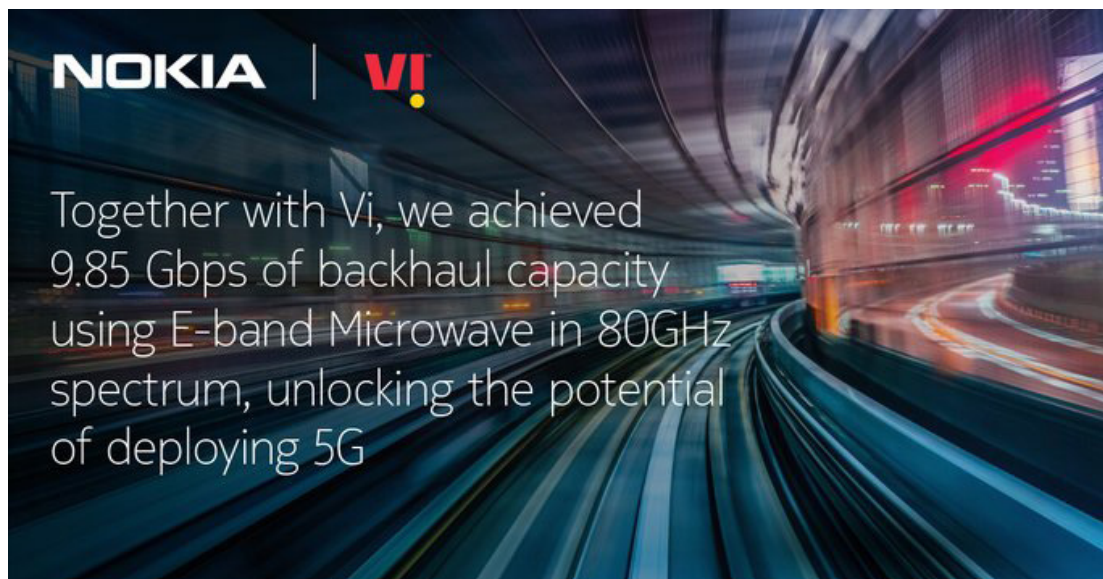 NOKIA | Vi
Together with Vi, we achieved
9.85 Gbps of backhaul capacity
using E-band Microwave in 80GHz
spectrum, unlocking the potential
of deploying 5G